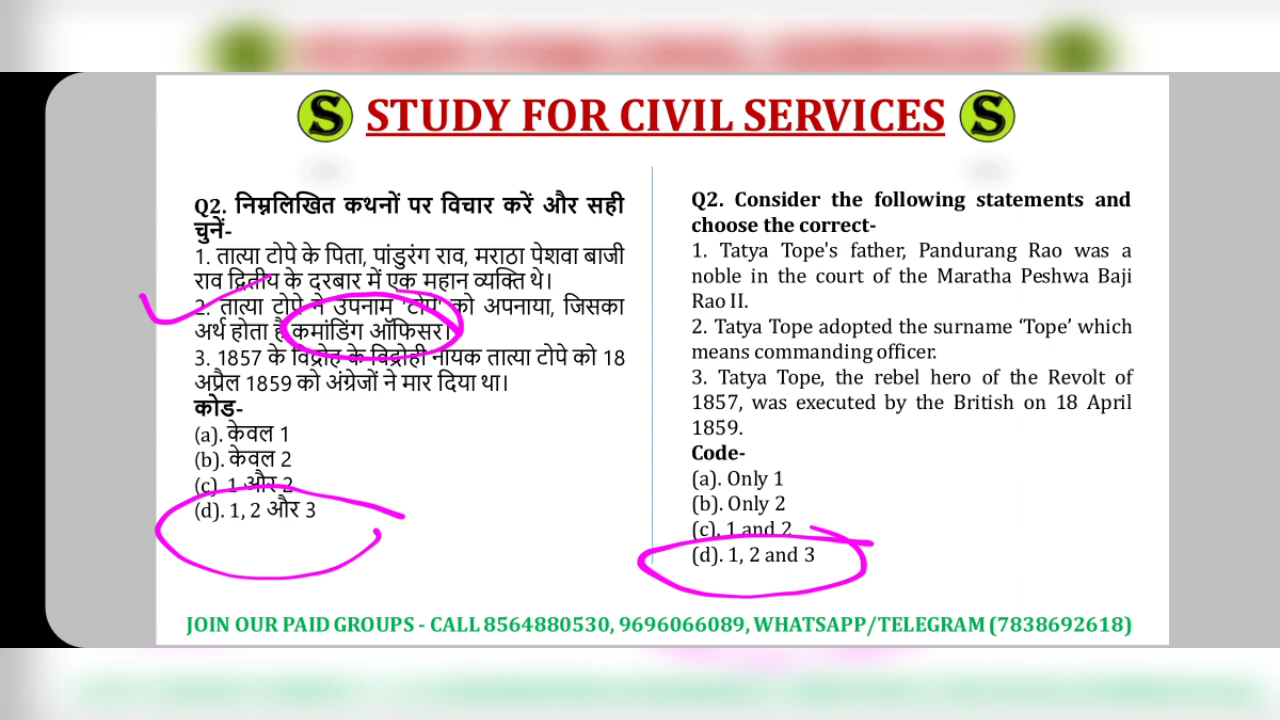 S STUDY FOR CIVIL SERVICES S
Q2. निम्नलिखित कथनों पर विचार करें और सही
चुनें-
1. तात्या टोपे के पिता, पांडुरंग राव, मराठा पेशवा बाजी
राव द्वितीय के दरबार में एक महान व्यक्ति थे।
2. तात्या टोपे ने उपनाम 'टोपे' को अपनाया, जिसका
अर्थ होता है कमांडिंग ऑफिसर।
3. 1857 के विद्रोह के विद्रोही नायक तात्या टोपे को 18
अप्रैल 1859 को अंग्रेजों ने मार दिया था।
कोड-
(a). केवल 1
(b). केवल 2
(c). 1 और 2
(d). 1, 2 और 3
Q2. Consider the following statements and
choose the correct-
1. Tatya Tope's father, Pandurang Rao was a
noble in the court of the Maratha Peshwa Baji
Rao II.
2. Tatya Tope adopted the surname ‘Tope’ which
means commanding officer.
3. Tatya Tope, the rebel hero of the Revolt of
1857, was executed by the British on 18 April
1859.
Code-
(a). Only 1
(b). Only 2
(c). 1 and 2
(d). 1, 2 and 3
JOIN OUR PAID GROUPS - CALL 8564880530, 9696066089, WHATSAPP/TELEGRAM (7838692618)